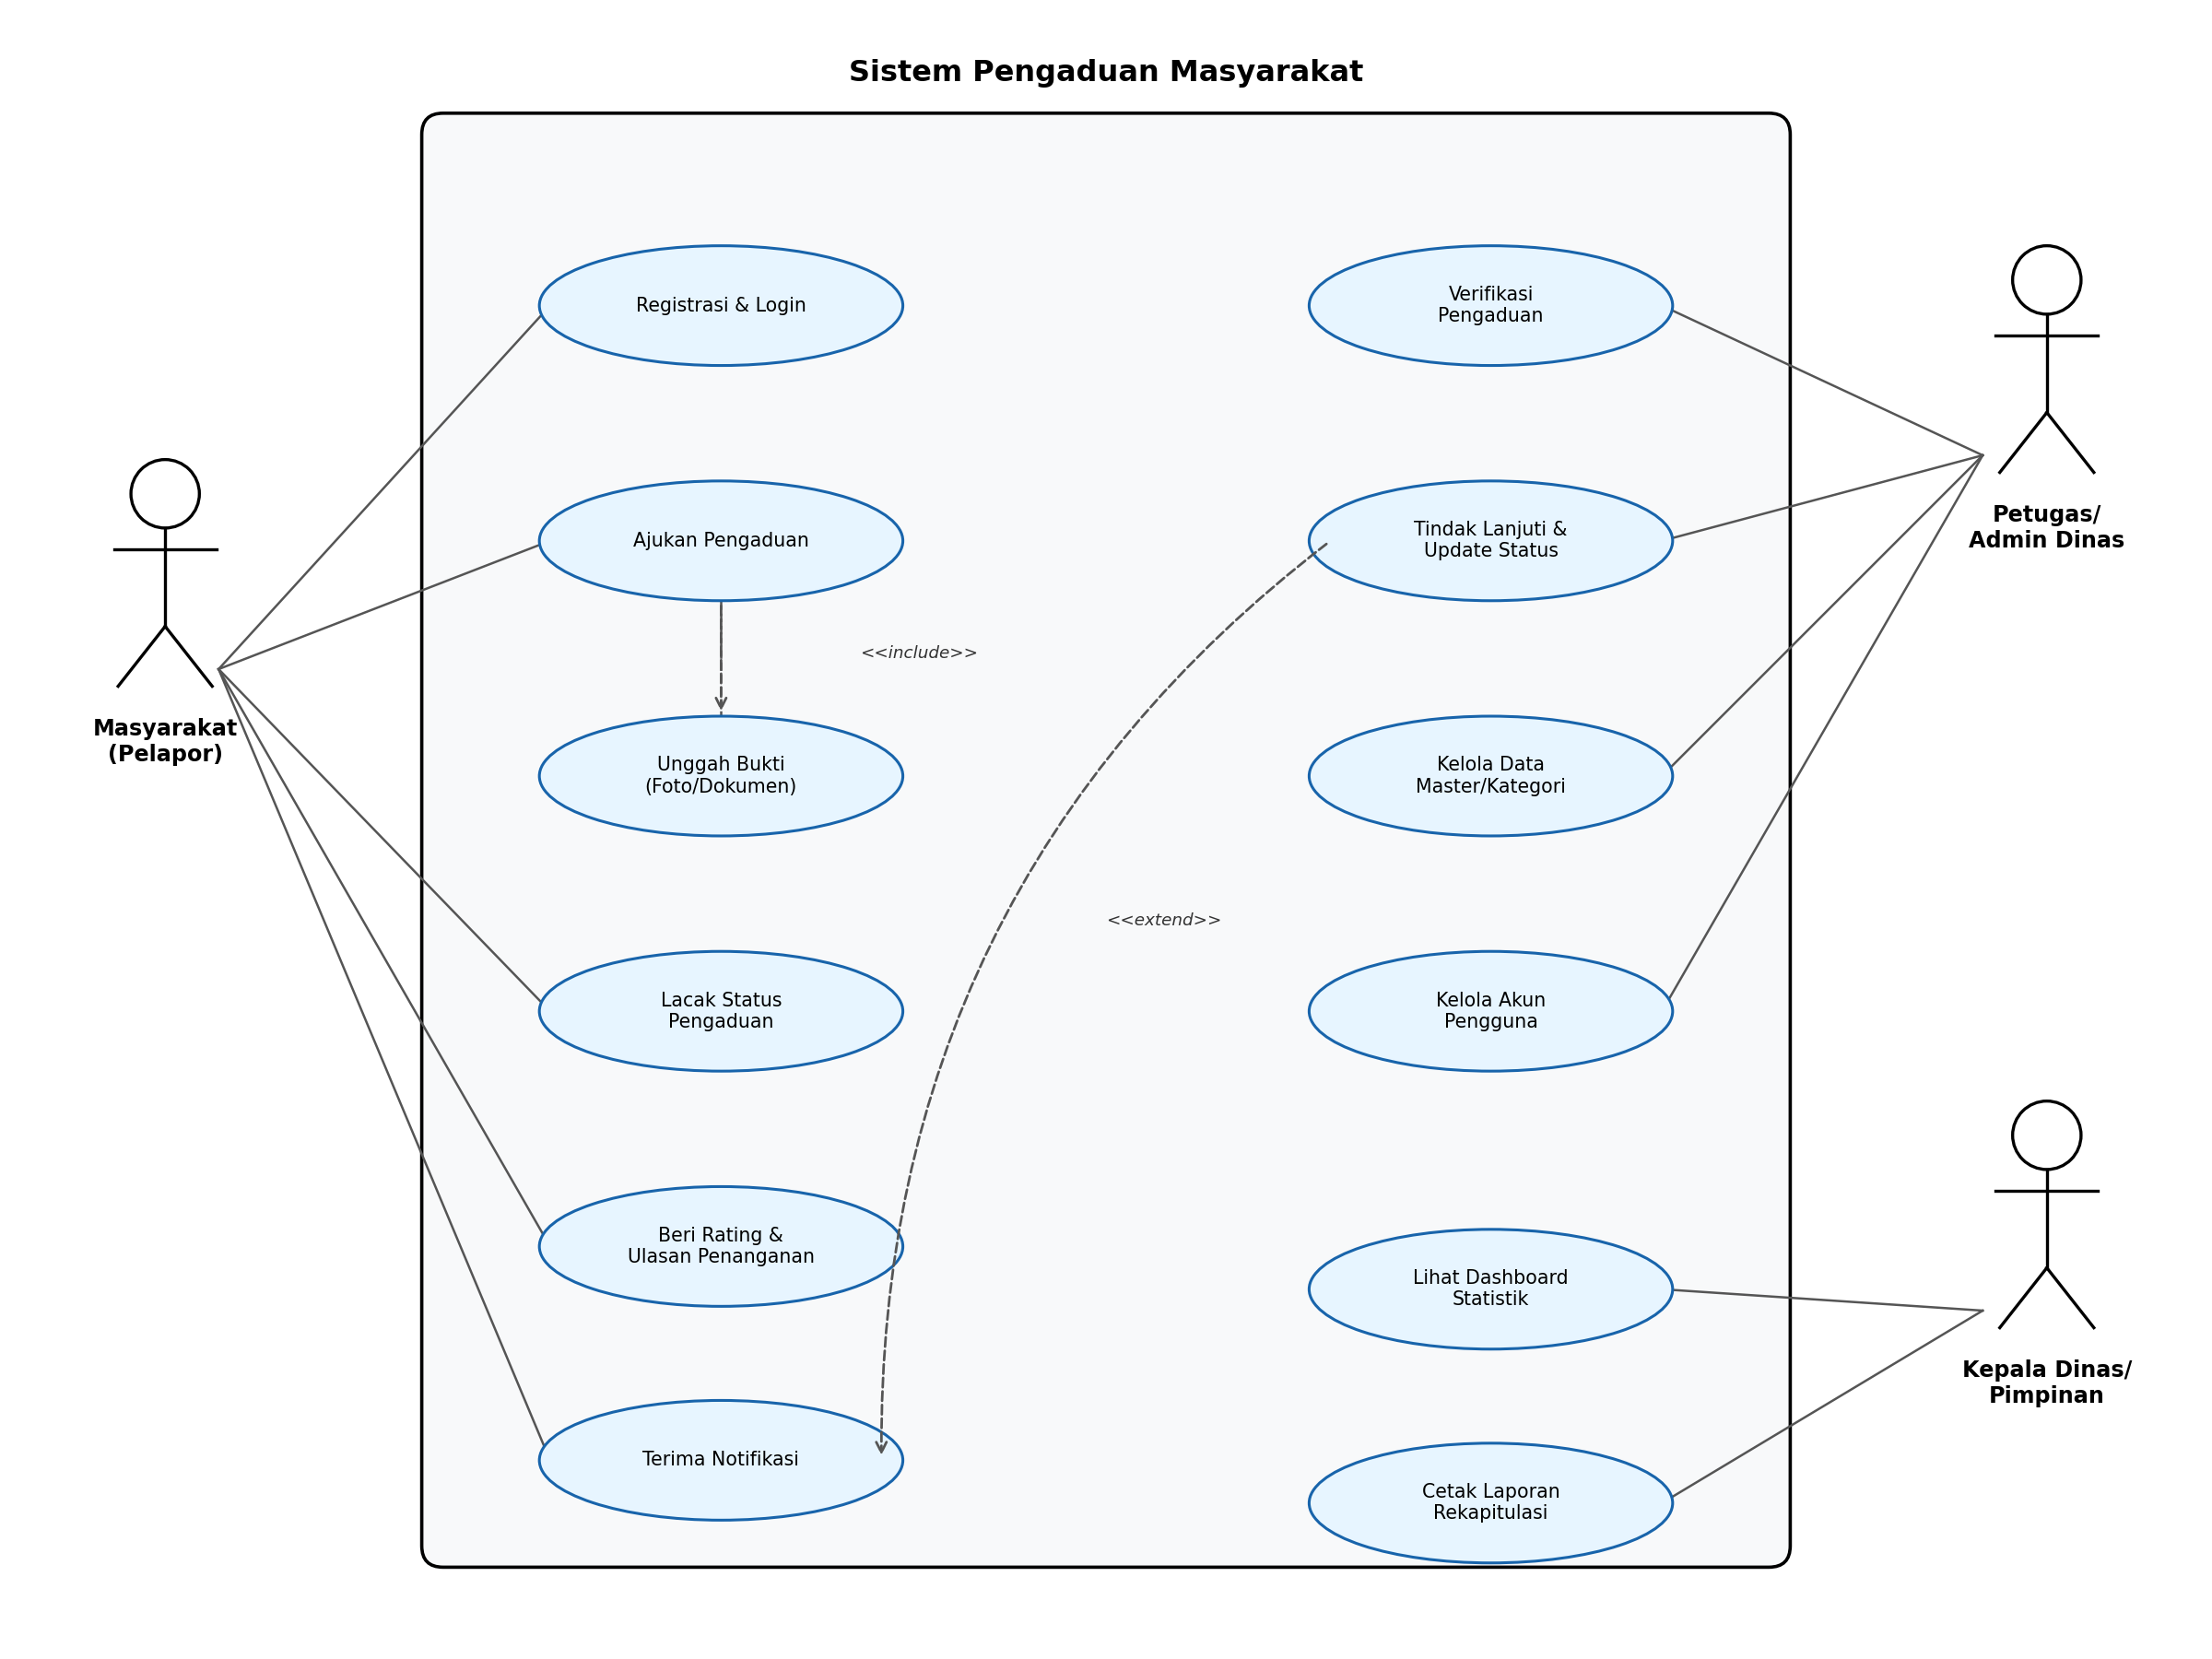 Sistem Pengaduan Masyarakat
Registrasi & Login
Verifikasi
Pengaduan
Ajukan Pengaduan
Tindak Lanjuti &
Update Status
Petugas/
Admin Dinas
<<include>>
Masyarakat
(Pelapor)
Unggah Bukti
(Foto/Dokumen)
Kelola Data
Master/Kategori
<<extend>>
Lacak Status
Pengaduan
Kelola Akun
Pengguna
Beri Rating &
Ulasan Penanganan
Lihat Dashboard
Statistik
Kepala Dinas/
Pimpinan
Terima Notifikasi
Cetak Laporan
Rekapitulasi